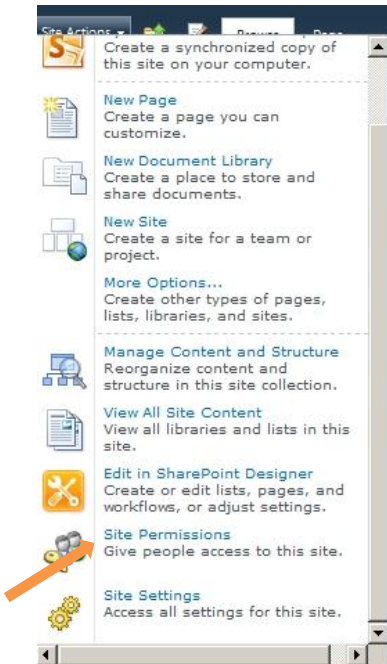 Site Actions
Browse Page
Create a synchronized copy of
this site on your computer.
New Page
Create a page you can
customize.
New Document Library
Create a place to store and
share documents.
New Site
Create a site for a team or
project.
More Options...
Create other types of pages,
lists, libraries, and sites.
Manage Content and Structure
Reorganize content and
structure in this site collection.
View All Site Content
View all libraries and lists in this
site.
Edit in SharePoint Designer
Create or edit lists, pages, and
workflows, or adjust settings.
Site Permissions
Give people access to this site.
Site Settings
Access all settings for this site.